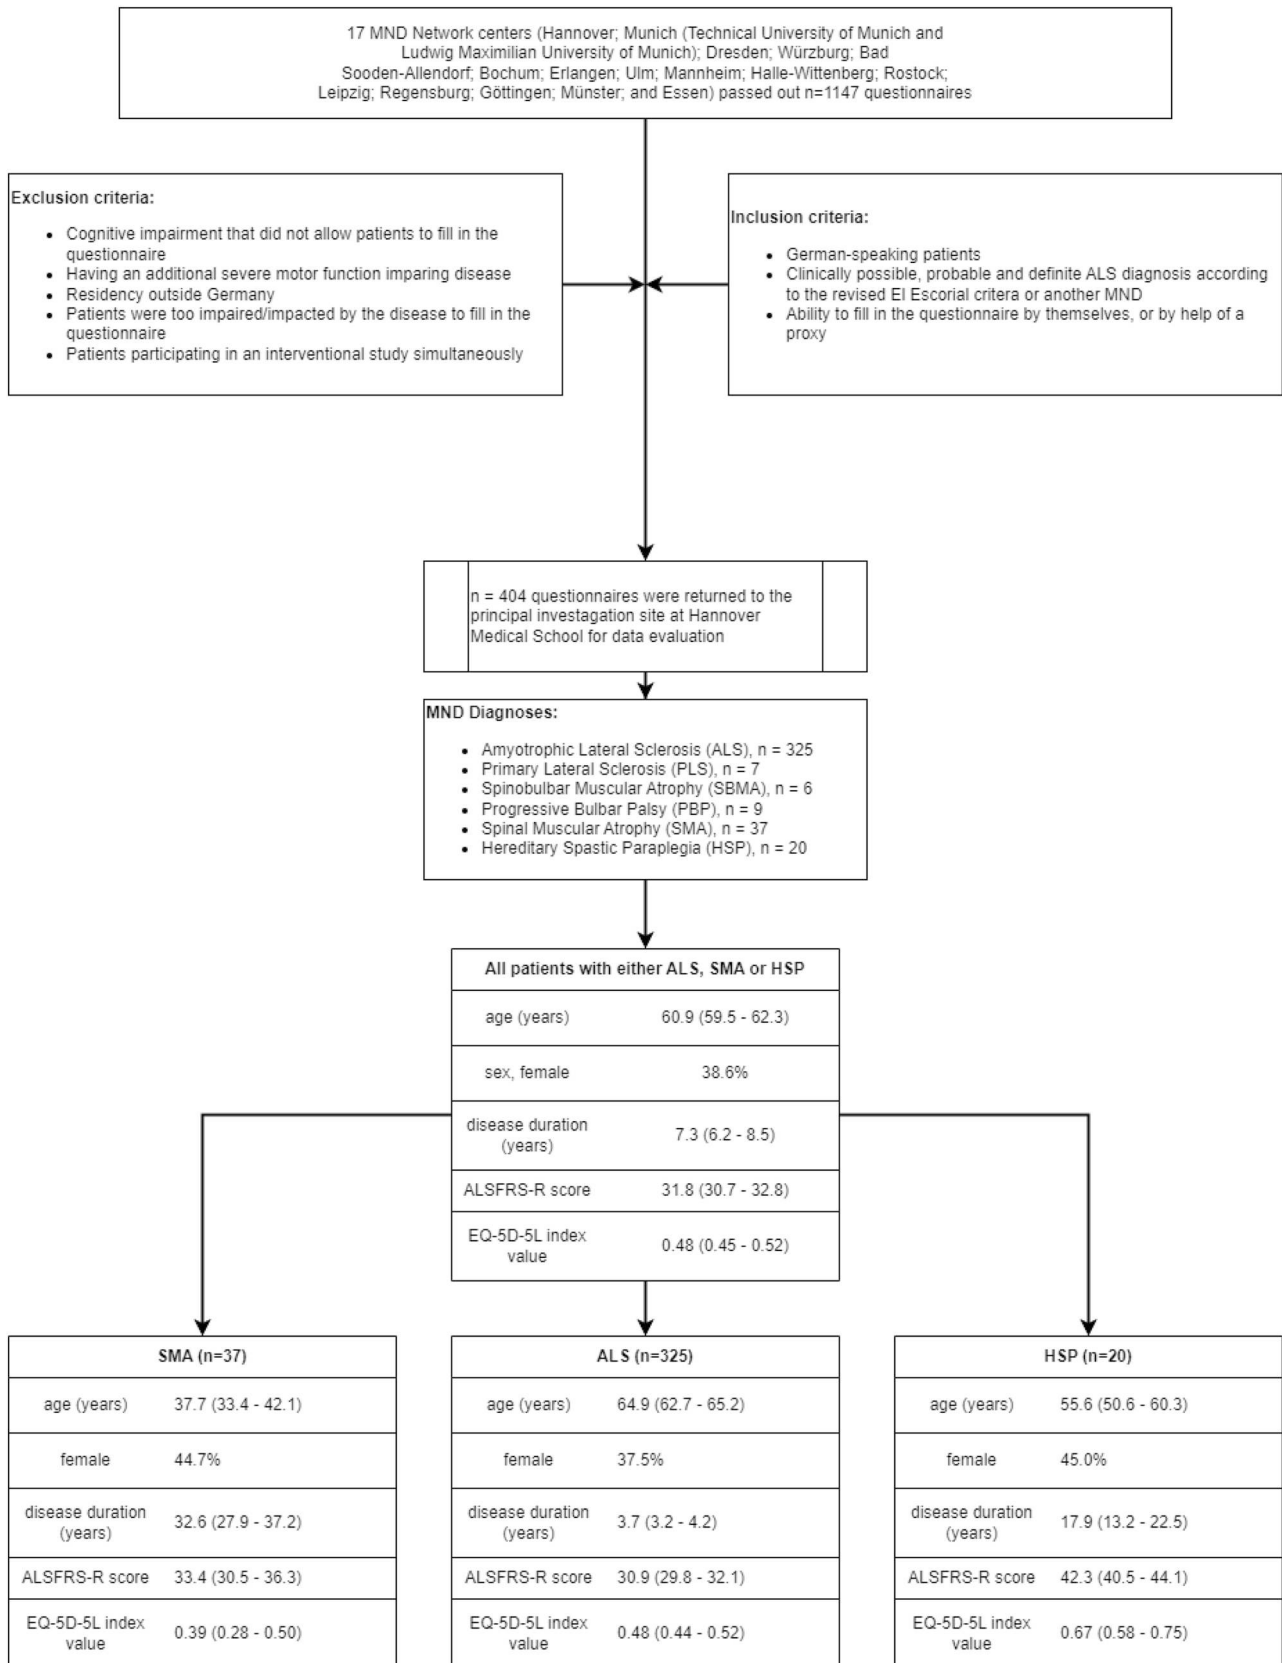 17 MND Network centers (Hannover; Munich (Technical University of Munich and
Ludwig Maximilian University of Munich); Dresden; Würzburg; Bad
Sooden-Allendorf; Bochum; Erlangen; Ulm; Mannheim; Halle-Wittenberg; Rostock;
Leipzig; Regensburg; Göttingen; Münster; and Essen) passed out n=1147 questionnaires
Exclusion criteria:
• Cognitive impairment that did not allow patients to fill in the
questionnaire
• Having an additional severe motor function imparing disease
• Residency outside Germany
• Patients were too impaired/impacted by the disease to fill in the
questionnaire
• Patients participating in an interventional study simultaneously
Inclusion criteria:
• German-speaking patients
• Clinically possible, probable and definite ALS diagnosis according
to the revised El Escorial critera or another MND
• Ability to fill in the questionnaire by themselves, or by help of a
proxy
n = 404 questionnaires were returned to the
principal investagation site at Hannover
Medical School for data evaluation
MND Diagnoses:
• Amyotrophic Lateral Sclerosis (ALS), n = 325
• Primary Lateral Sclerosis (PLS), n = 7
• Spinobulbar Muscular Atrophy (SBMA), n = 6
• Progressive Bulbar Palsy (PBP), n = 9
• Spinal Muscular Atrophy (SMA), n = 37
• Hereditary Spastic Paraplegia (HSP), n = 20
All patients with either ALS, SMA or HSP
age (years) 60.9 (59.5 - 62.3)
sex, female 38.6%
disease duration
(years) 7.3 (6.2 - 8.5)
ALSFRS-R score 31.8 (30.7 - 32.8)
EQ-5D-5L index
value 0.48 (0.45 - 0.52)
SMA (n=37)
age (years) 37.7 (33.4 - 42.1)
female 44.7%
disease duration
(years) 32.6 (27.9 - 37.2)
ALSFRS-R score 33.4 (30.5 - 36.3)
EQ-5D-5L index
value 0.39 (0.28 - 0.50)
ALS (n=325)
age (years) 64.9 (62.7 - 65.2)
female 37.5%
disease duration
(years) 3.7 (3.2 - 4.2)
ALSFRS-R score 30.9 (29.8 - 32.1)
EQ-5D-5L index
value 0.48 (0.44 - 0.52)
HSP (n=20)
age (years) 55.6 (50.6 - 60.3)
female 45.0%
disease duration
(years) 17.9 (13.2 - 22.5)
ALSFRS-R score 42.3 (40.5 - 44.1)
EQ-5D-5L index
value 0.67 (0.58 - 0.75)